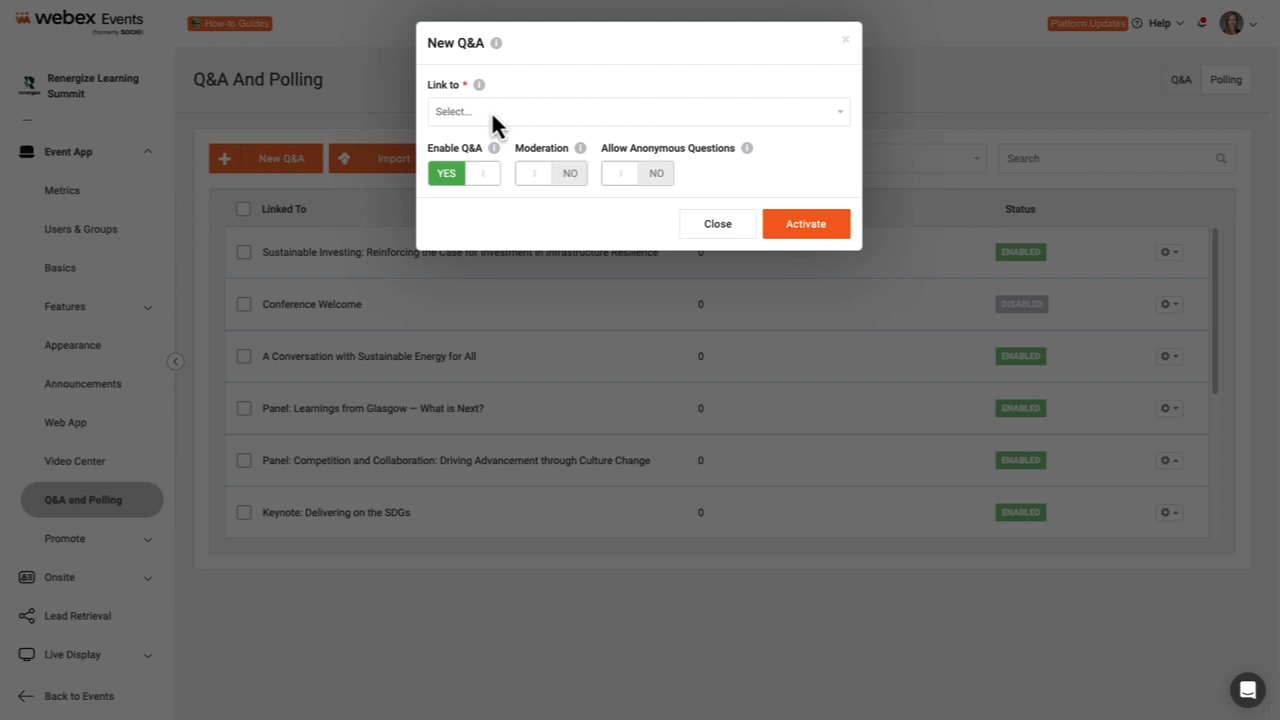 webex Events
(formerly SOCIO)
How-to Guides
Platform Updates
Help
Renergize Learning
Summit
Event App
Metrics
Users & Groups
Basics
Features
Appearance
Announcements
Web App
Video Center
Q&A and Polling
Promote
Onsite
Lead Retrieval
Live Display
Back to Events
Q&A And Polling
Q&A
Polling
New Q&A
Import
Search
Linked To
Status
Sustainable Investing: Reinforcing the Case for Investment in Infrastructure Resilience
0
ENABLED
Conference Welcome
0
DISABLED
A Conversation with Sustainable Energy for All
0
ENABLED
Panel: Learnings from Glasgow — What is Next?
0
ENABLED
Panel: Competition and Collaboration: Driving Advancement through Culture Change
0
ENABLED
Keynote: Delivering on the SDGs
0
ENABLED
New Q&A
Link to *
Select...
Enable Q&A
Moderation
Allow Anonymous Questions
YES
NO
NO
Close
Activate